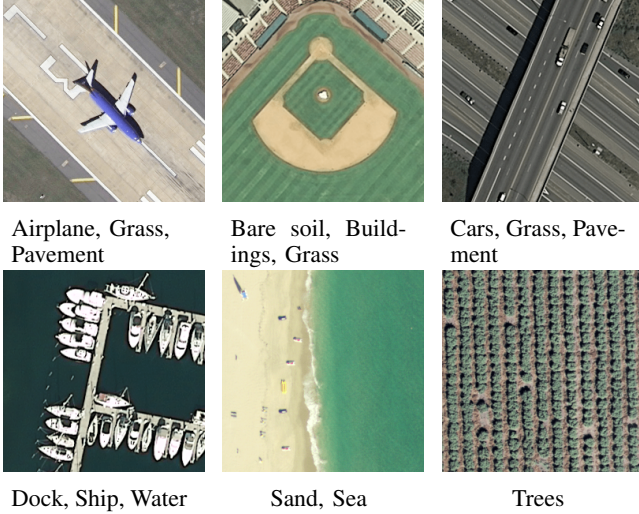 Airplane, Grass,
Pavement
Bare soil, Build-
ings, Grass
Cars, Grass, Pave-
ment
Dock, Ship, Water
Sand, Sea
Trees